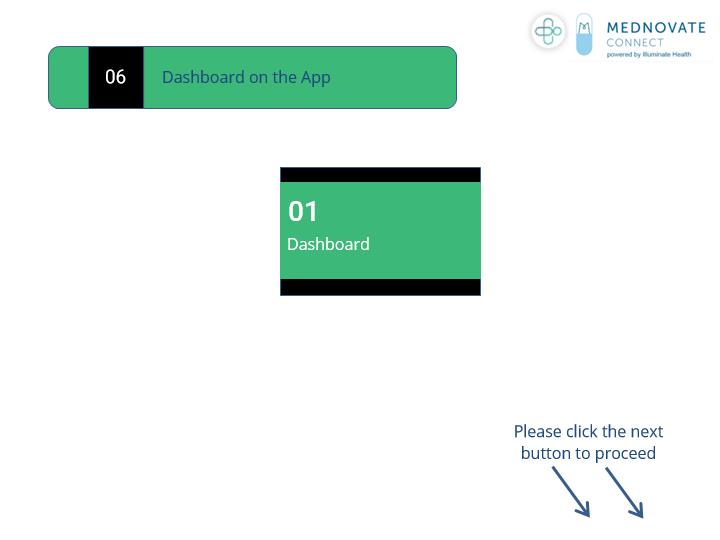 MEDNOVATE
CONNECT
powered by Illuminate Health
06 Dashboard on the App
01
Dashboard
Please click the next
button to proceed